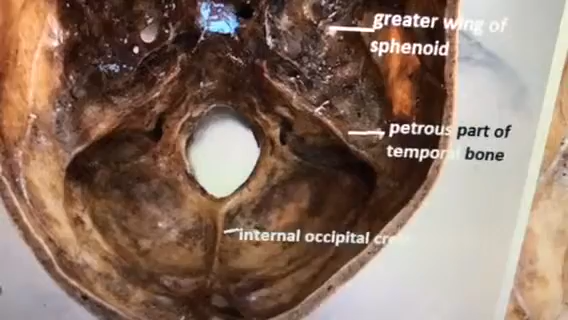 greater wing of
sphenoid
petrous part of
temporal bone
internal occipital